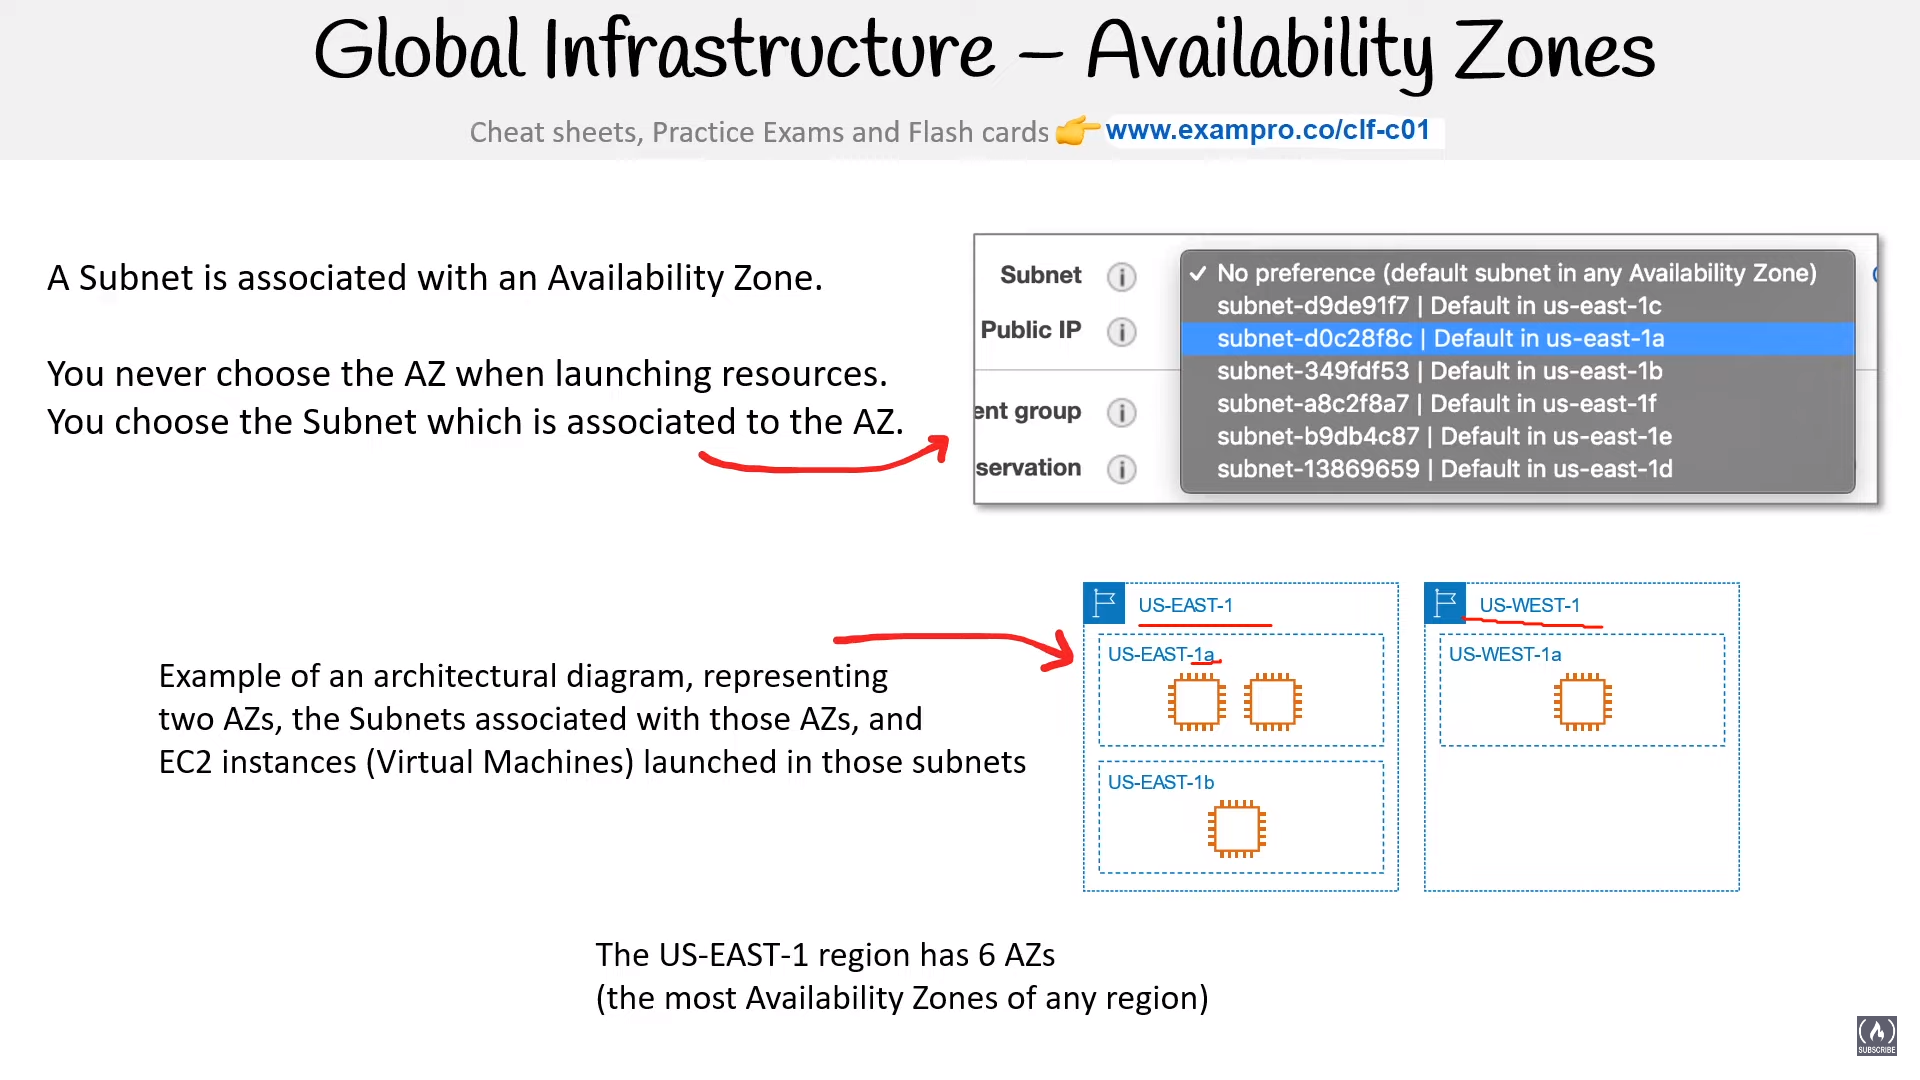 Global Infrastructure – Availability Zones
Cheat sheets, Practice Exams and Flash cards 👉 www.exampro.co/clf-c01
A Subnet is associated with an Availability Zone.
You never choose the AZ when launching resources.
You choose the Subnet which is associated to the AZ.
Subnet
Public IP
ent group
servation
✓ No preference (default subnet in any Availability Zone)
subnet-d9de91f7 | Default in us-east-1c
subnet-d0c28f8c | Default in us-east-1a
subnet-349fdf53 | Default in us-east-1b
subnet-a8c2f8a7 | Default in us-east-1f
subnet-b9db4c87 | Default in us-east-1e
subnet-13869659 | Default in us-east-1d
Example of an architectural diagram, representing
two AZs, the Subnets associated with those AZs, and
EC2 instances (Virtual Machines) launched in those subnets
US-EAST-1
US-EAST-1a
US-EAST-1b
US-WEST-1
US-WEST-1a
The US-EAST-1 region has 6 AZs
(the most Availability Zones of any region)
SUBSCRIBE